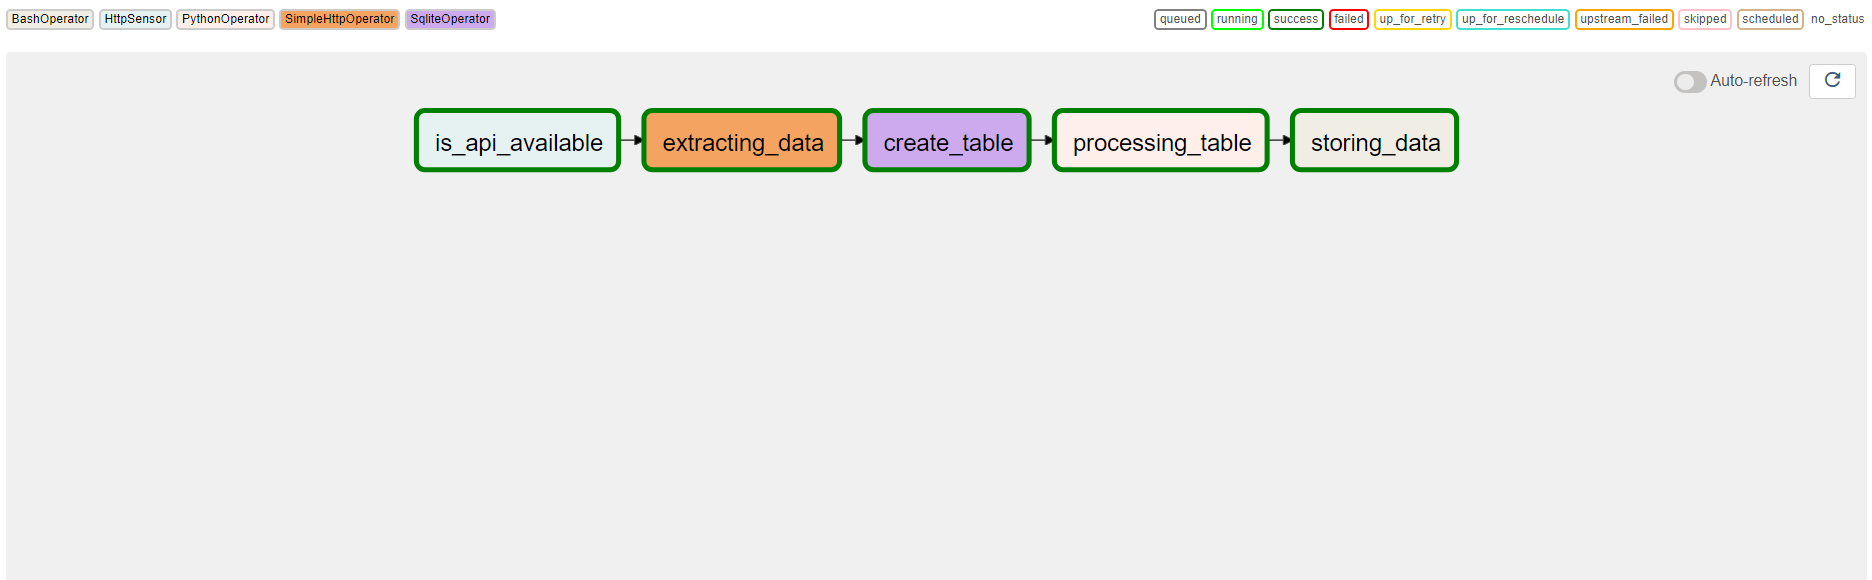 BashOperator HttpSensor PythonOperator SimpleHttpOperator SqliteOperator queued running success failed up_for_retry up_for_reschedule upstream_failed skipped scheduled no_status
Auto-refresh
is_api_available extracting_data create_table processing_table storing_data